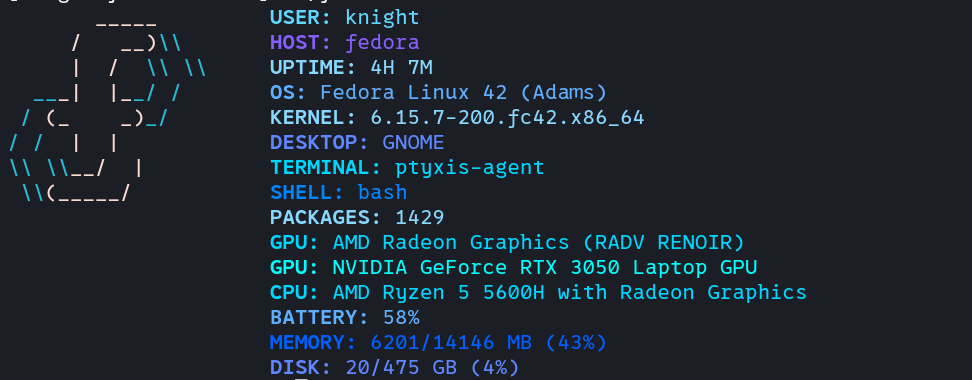 USER: knight
HOST: fedora
UPTIME: 4H 7M
OS: Fedora Linux 42 (Adams)
KERNEL: 6.15.7-200.fc42.x86_64
DESKTOP: GNOME
TERMINAL: ptyxis-agent
SHELL: bash
PACKAGES: 1429
GPU: AMD Radeon Graphics (RADV RENOIR)
GPU: NVIDIA GeForce RTX 3050 Laptop GPU
CPU: AMD Ryzen 5 5600H with Radeon Graphics
BATTERY: 58%
MEMORY: 6201/14146 MB (43%)
DISK: 20/475 GB (4%)